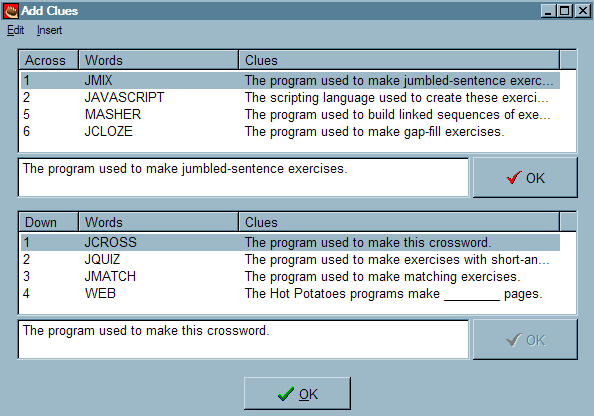 Add Clues
Edit Insert
Across Words Clues
1 JMIX The program used to make jumbled-sentence exerc...
2 JAVASCRIPT The scripting language used to create these exerci...
5 MASHER The program used to build linked sequences of exe...
6 JCLOZE The program used to make gap-fill exercises.
The program used to make jumbled-sentence exercises.
OK
Down Words Clues
1 JCROSS The program used to make this crossword.
2 JQUIZ The program used to make exercises with short-an...
3 JMATCH The program used to make matching exercises.
4 WEB The Hot Potatoes programs make ________ pages.
The program used to make this crossword.
OK
OK